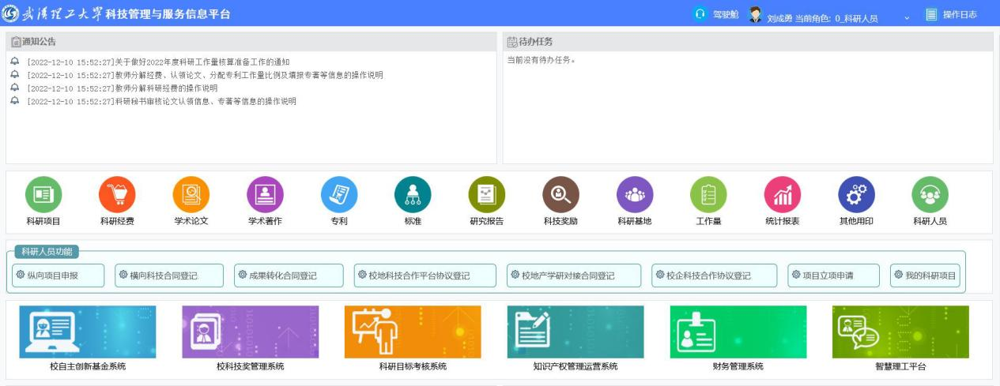 武汉理工大学科技管理与服务信息平台
驾驶舱
刘成勇 当前角色: 0_科研人员
操作日志
通知公告
[2022-12-10 15:52:27]关于做好2022年度科研工作量核算准备工作的通知
[2022-12-10 15:52:27]教师分解经费、认领论文、分配专利工作量比例及填报专著等信息的操作说明
[2022-12-10 15:52:27]教师分解科研经费的操作说明
[2022-12-10 15:52:27]科研秘书审核论文认领信息、专著等信息的操作说明
待办任务
当前没有待办任务。
科研项目
科研经费
学术论文
学术著作
专利
标准
研究报告
科技奖励
科研基地
工作量
统计报表
其他用印
科研人员
科研人员功能
纵向项目申报
横向科技合同登记
成果转化合同登记
校地科技合作平台协议登记
校地产学研对接合同登记
校企科技合作协议登记
项目立项申请
我的科研项目
校自主创新基金系统
校科技奖管理系统
科研目标考核系统
知识产权管理运营系统
财务管理系统
智慧理工平台